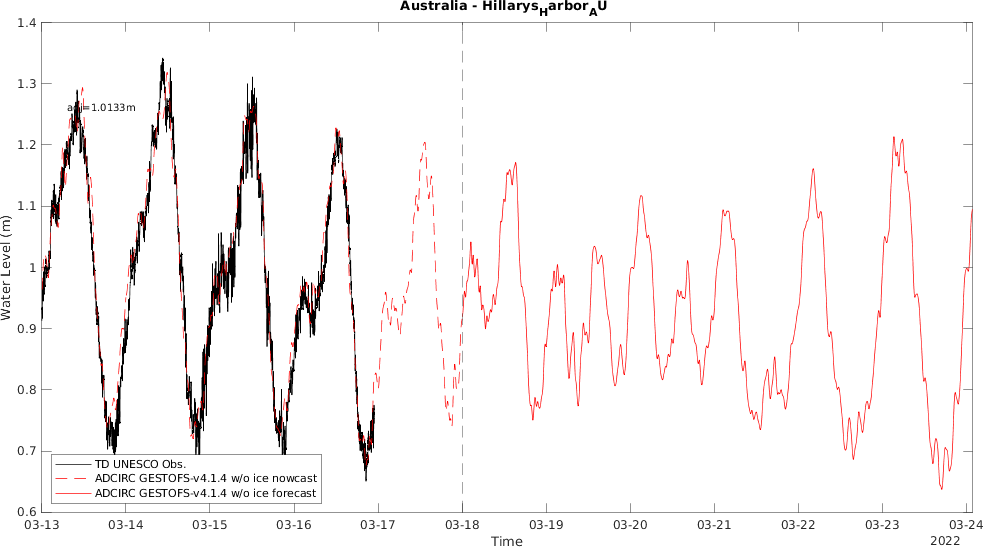 Australia - HillarysHarborAU
1.4
1.3
adj=1.0133m
1.2
1.1
1
0.9
0.8
0.7
0.6
Water Level (m)
TD UNESCO Obs.
ADCIRC GESTOFS-v4.1.4 w/o ice nowcast
ADCIRC GESTOFS-v4.1.4 w/o ice forecast
03-13 03-14 03-15 03-16 03-17 03-18 03-19 03-20 03-21 03-22 03-23 03-24
Time
2022